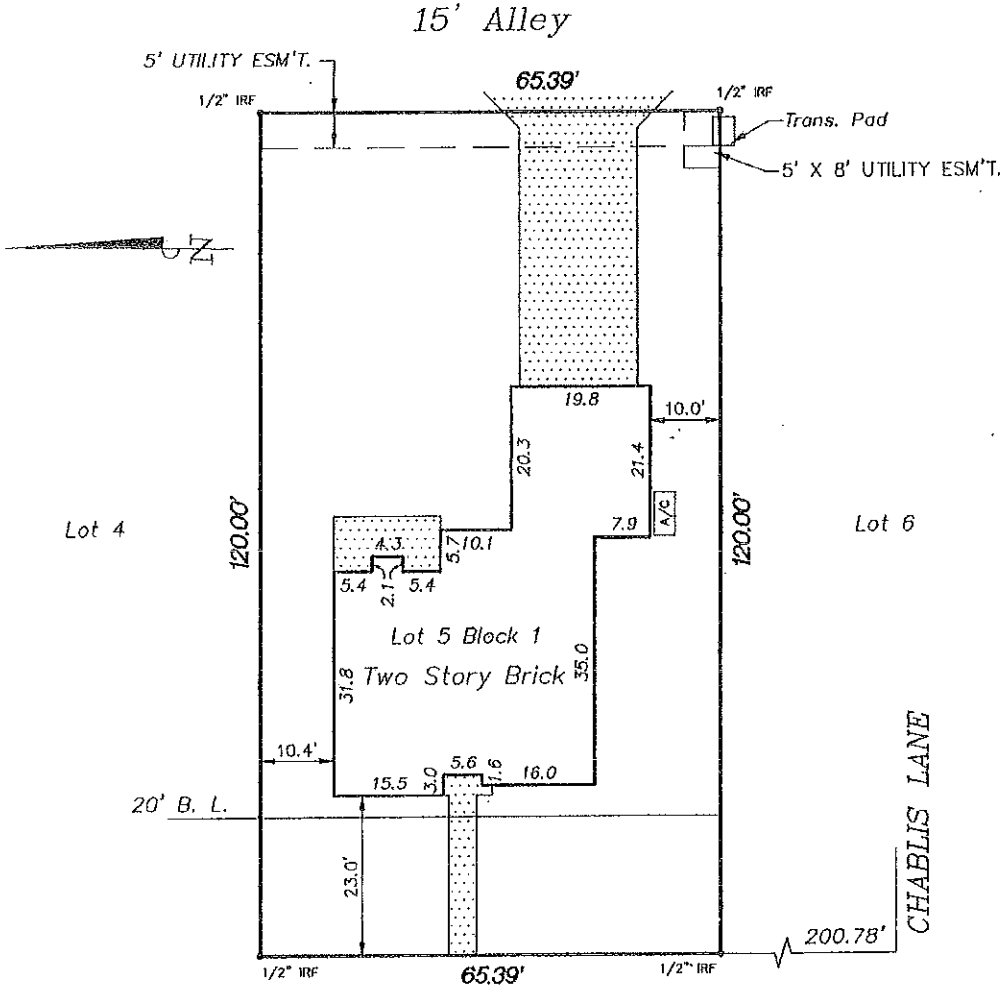 15' Alley
5' UTILITY ESM'T.
65.39'
1/2" IRF
1/2" IRF
Trans. Pad
5' X 8' UTILITY ESM'T.
N
19.8
10.0'
20.3
21.4
A/C
7.9
Lot 4
120.00'
120.00'
Lot 6
5.7
10.1
4.3
5.4
2.1
5.4
Lot 5 Block 1
Two Story Brick
31.8
35.0
10.4'
5.6
3.0
1.6
15.5
16.0
20' B. L.
23.0'
CHABLIS LANE
200.78'
1/2" IRF
65.39'
1/2" IRF